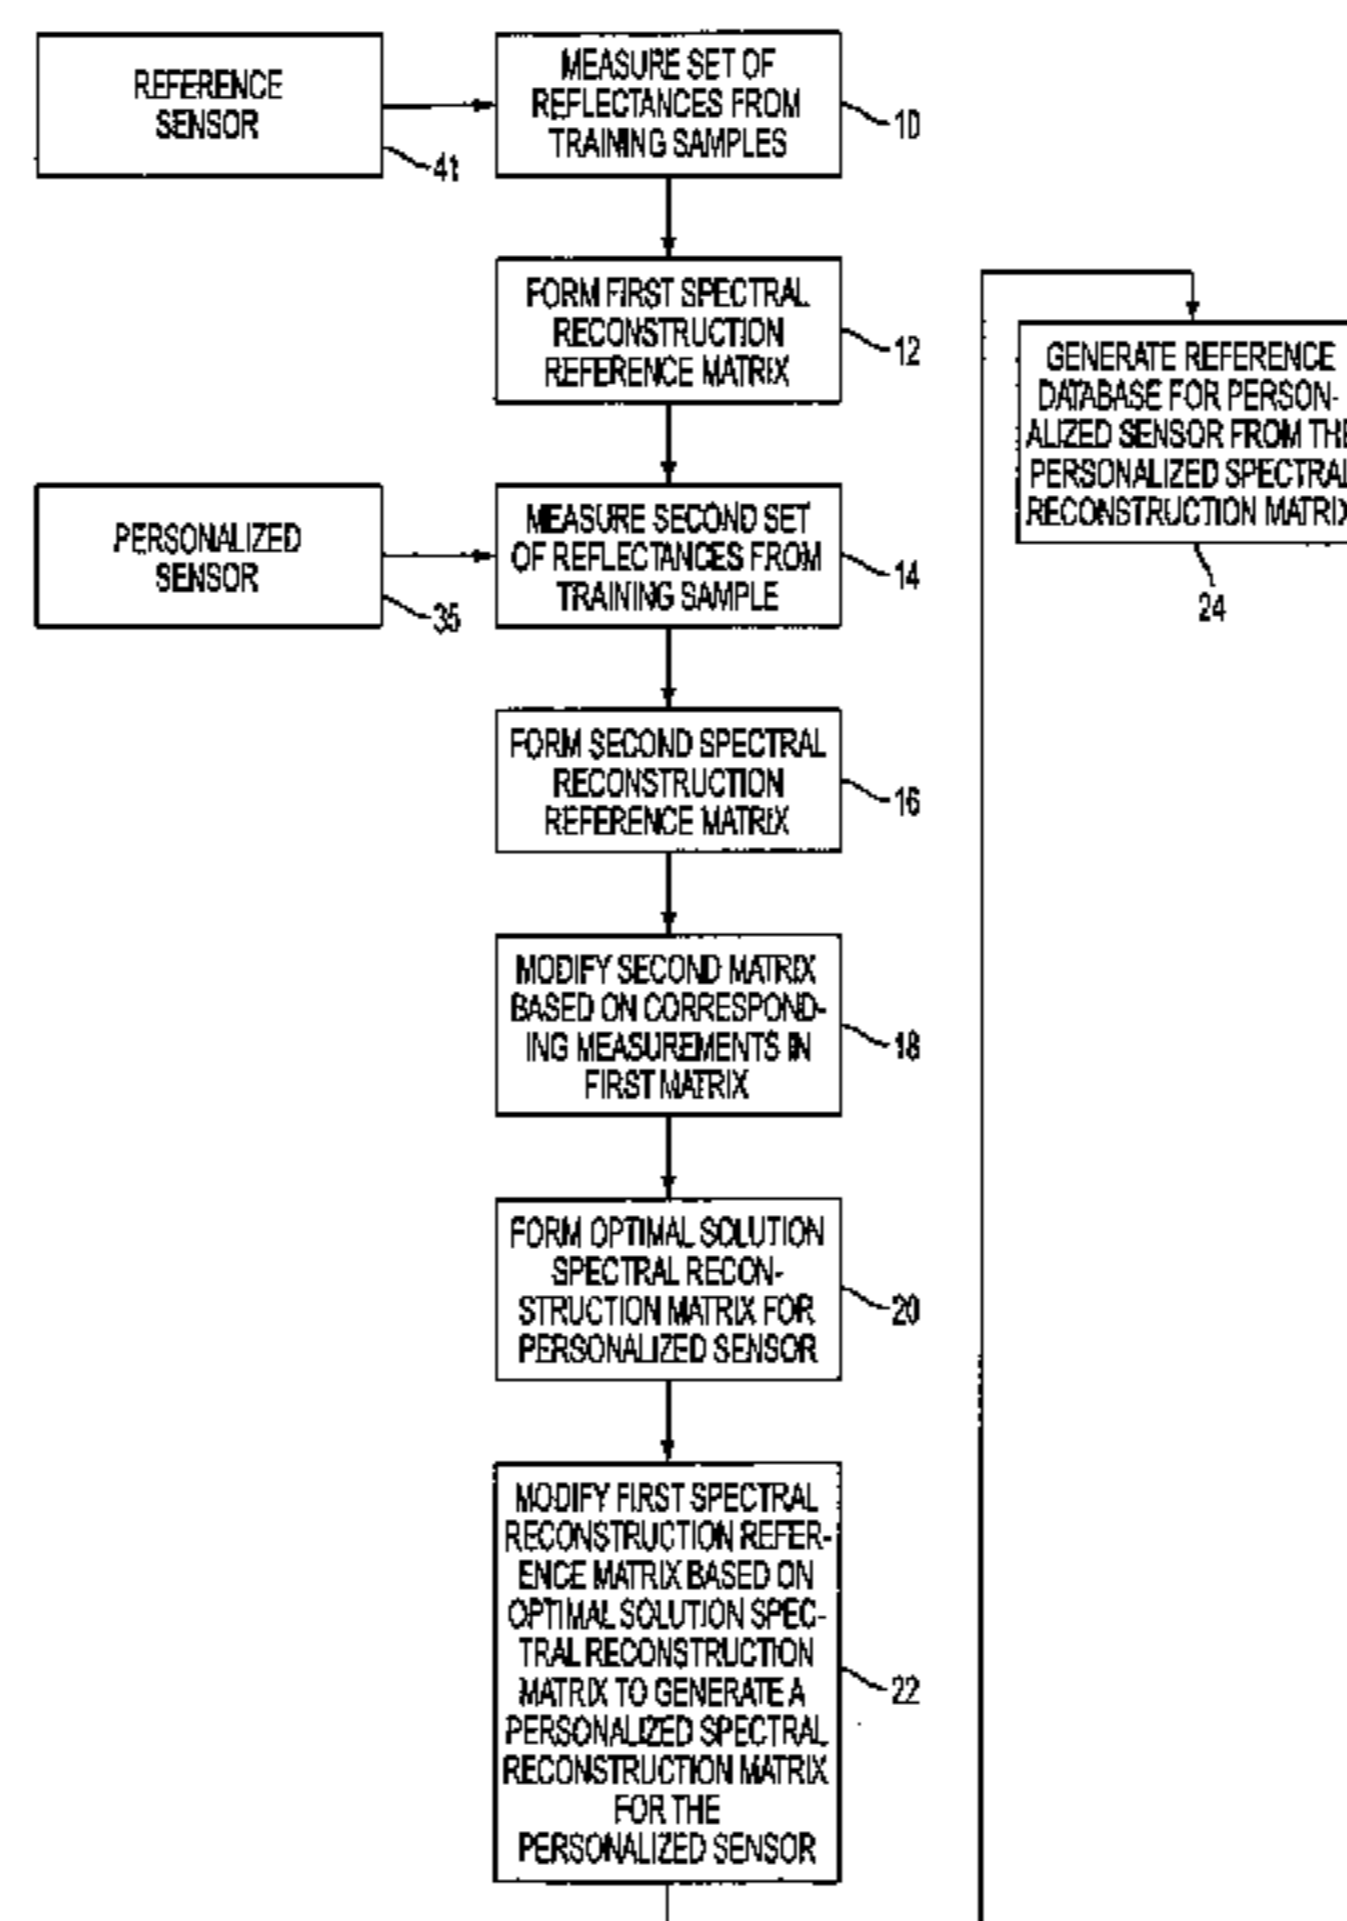 REFERENCE
SENSOR
41
MEASURE SET OF
REFLECTANCES FROM
TRAINING SAMPLES
10
FORM FIRST SPECTRAL
RECONSTRUCTION
REFERENCE MATRIX
12
PERSONALIZED
SENSOR
35
MEASURE SECOND SET
OF REFLECTANCES FROM
TRAINING SAMPLE
14
FORM SECOND SPECTRAL
RECONSTRUCTION
REFERENCE MATRIX
16
MODIFY SECOND MATRIX
BASED ON CORRESPOND-
ING MEASUREMENTS IN
FIRST MATRIX
18
FORM OPTIMAL SOLUTION
SPECTRAL RECON-
STRUCTION MATRIX FOR
PERSONALIZED SENSOR
20
MODIFY FIRST SPECTRAL
RECONSTRUCTION REFER-
ENCE MATRIX BASED ON
OPTIMAL SOLUTION SPEC-
TRAL RECONSTRUCTION
MATRIX TO GENERATE A
PERSONALIZED SPECTRAL
RECONSTRUCTION MATRIX
FOR THE
PERSONALIZED SENSOR
22
GENERATE REFERENCE
DATABASE FOR PERSON-
ALIZED SENSOR FROM THE
PERSONALIZED SPECTRAL
RECONSTRUCTION MATRIX
24